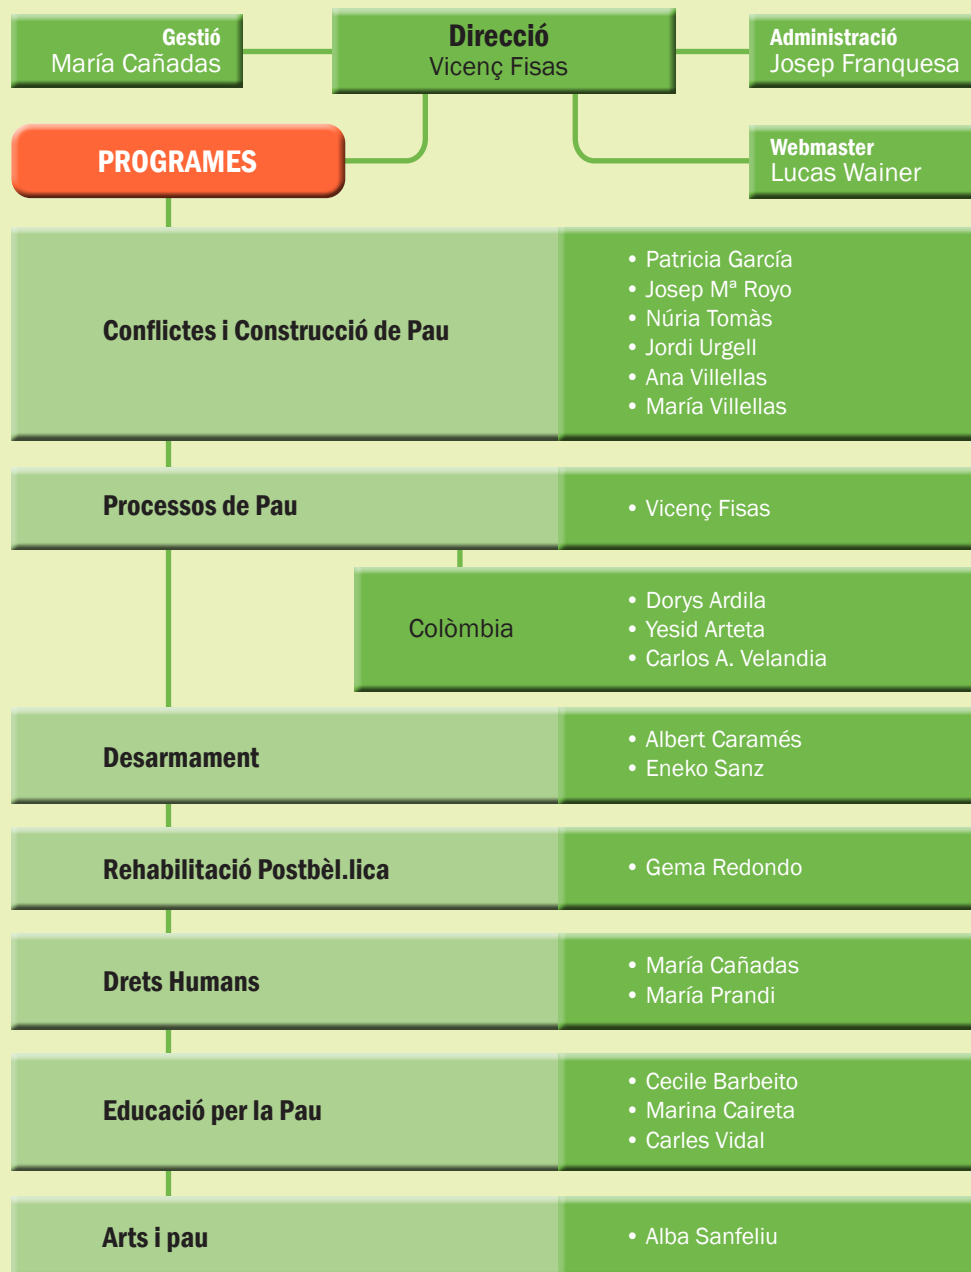 Gestió
María Cañadas
Direcció
Vicenç Fisas
Administració
Josep Franquesa
PROGRAMES
Webmaster
Lucas Wainer
Conflictes i Construcció de Pau
• Patricia García
• Josep Mª Royo
• Núria Tomàs
• Jordi Urgell
• Ana Villellas
• María Villellas
Processos de Pau
• Vicenç Fisas
Colòmbia
• Dorys Ardila
• Yesid Arteta
• Carlos A. Velandia
Desarmament
• Albert Caramés
• Eneko Sanz
Rehabilitació Postbèl.lica
• Gema Redondo
Drets Humans
• María Cañadas
• María Prandi
Educació per la Pau
• Cecile Barbeito
• Marina Caireta
• Carles Vidal
Arts i pau
• Alba Sanfeliu